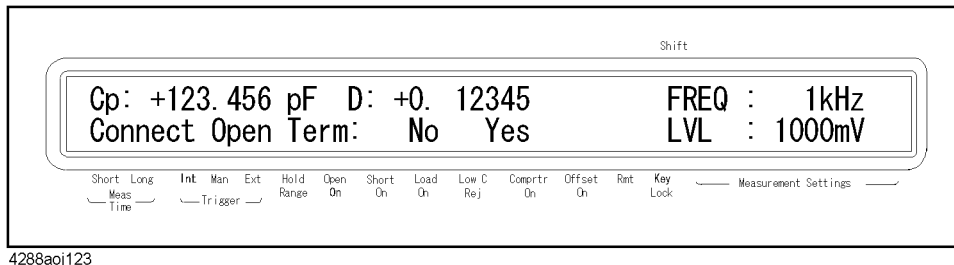 Shift
Cp: +123.456 pF D: +0. 12345 FREQ : 1kHz
Connect Open Term: No Yes LVL : 1000mV
Short Long Int Man Ext Hold Open Short Load Low C Comprtr Offset Rmt Key Measurement Settings
Meas Trigger Range On On On Rej On On Lock
Time
4288aoi123